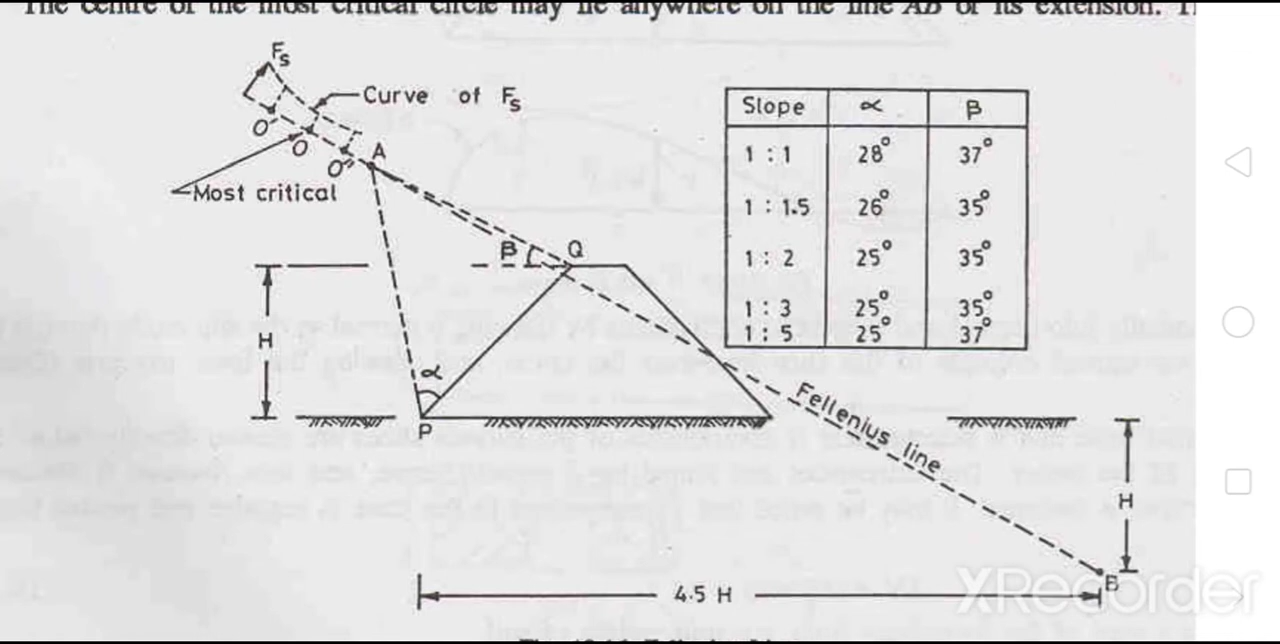 The centre of the most critical circle may lie anywhere on the line AB or its extension.
Fs
Curve of Fs
O'
O
O"
A
Most critical
β
Q
H
α
P
Slope α β
1 : 1 28° 37°
1 : 1.5 26° 35°
1 : 2 25° 35°
1 : 3 25° 35°
1 : 5 25° 37°
Fellenius line
H
B
4.5 H
XRecorder